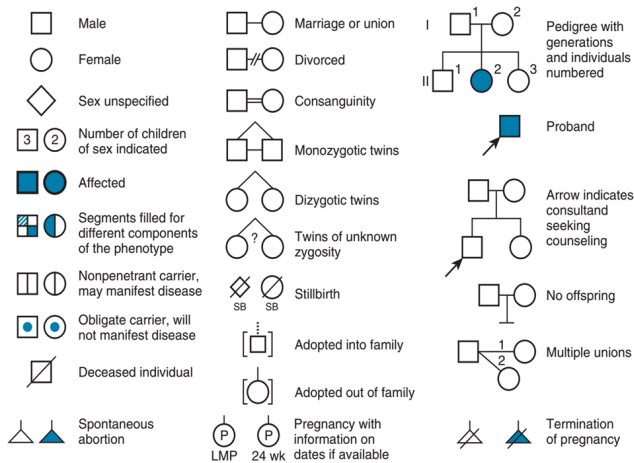 Male
Female
Sex unspecified
3 2 Number of children
of sex indicated
Affected
Segments filled for
different components
of the phenotype
Nonpenetrant carrier,
may manifest disease
Obligate carrier, will
not manifest disease
Deceased individual
Spontaneous
abortion
Marriage or union
Divorced
Consanguinity
Monozygotic twins
Dizygotic twins
? Twins of unknown
zygosity
Stillbirth
SB SB
Adopted into family
Adopted out of family
P P Pregnancy with
information on
LMP 24 wk dates if available
I 1 2
II 1 2 3
Pedigree with
generations
and individuals
numbered
Proband
Arrow indicates
consultand
seeking
counseling
No offspring
1
2
Multiple unions
Termination
of pregnancy